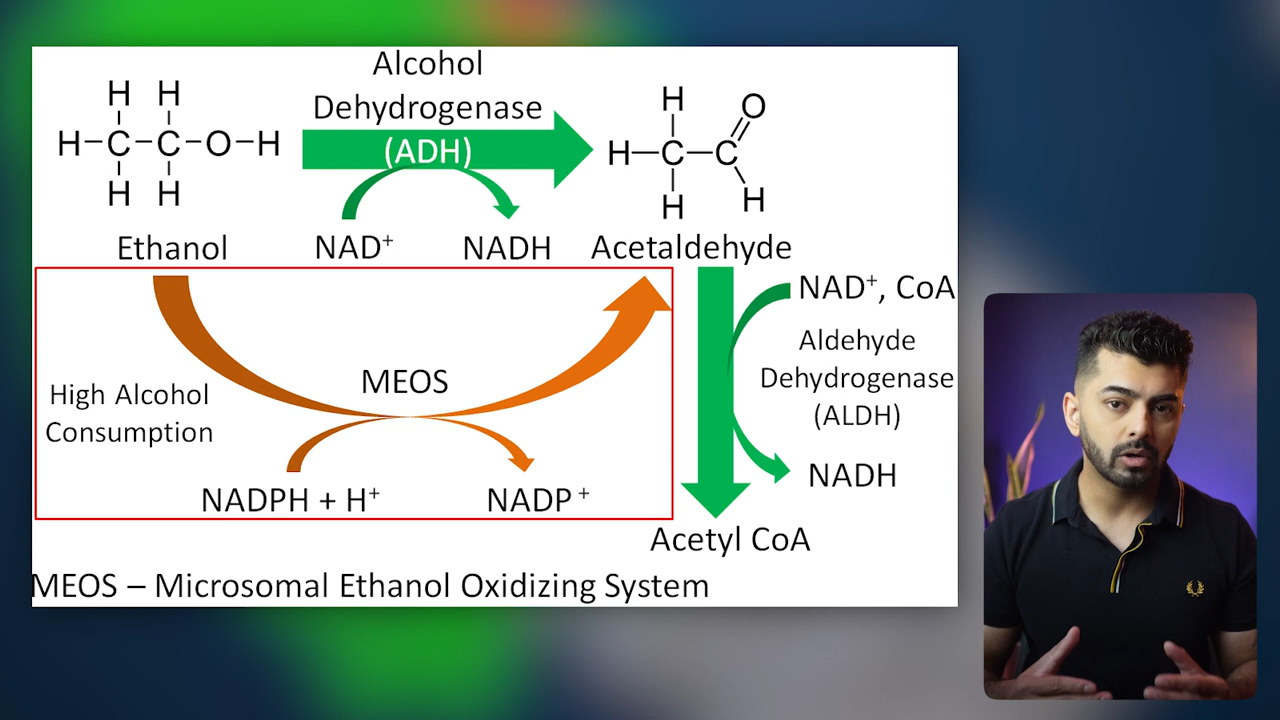 Alcohol
Dehydrogenase
(ADH)
H H
H–C–C–O–H
H H
H O
H–C–C
H H
Ethanol
NAD⁺
NADH
Acetaldehyde
NAD⁺, CoA
Aldehyde
Dehydrogenase
(ALDH)
NADH
High Alcohol
Consumption
MEOS
NADPH + H⁺
NADP ⁺
Acetyl CoA
MEOS – Microsomal Ethanol Oxidizing System